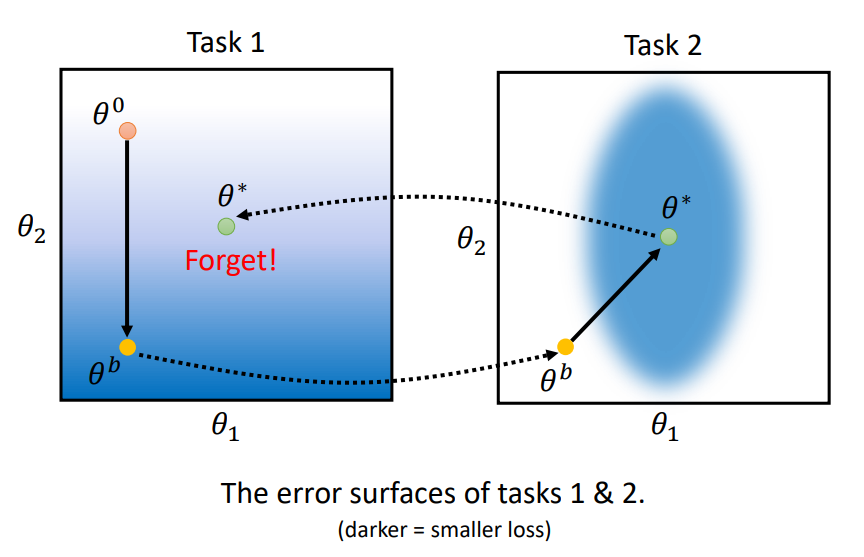 Task 1
Task 2
θ⁰
θ*
θ*
θ₂
θ₂
Forget!
θᵇ
θᵇ
θ₁
θ₁
The error surfaces of tasks 1 & 2.
(darker = smaller loss)